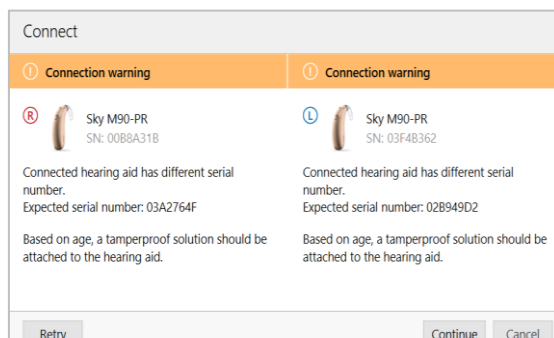 Connect
Connection warning
Connection warning
R
Sky M90-PR
SN: 00B8A31B
Connected hearing aid has different serial
number.
Expected serial number: 03A2764F
Based on age, a tamperproof solution should be
attached to the hearing aid.
L
Sky M90-PR
SN: 03F4B362
Connected hearing aid has different serial
number.
Expected serial number: 02B949D2
Based on age, a tamperproof solution should be
attached to the hearing aid.
Retry
Continue
Cancel